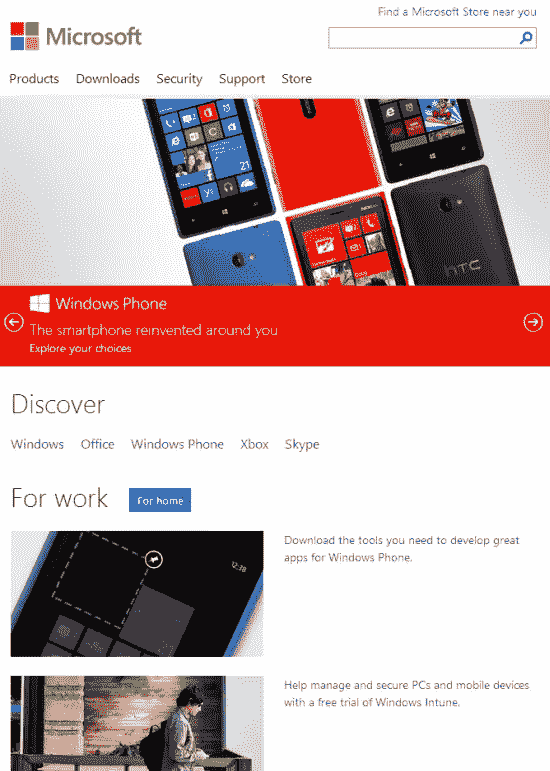 Find a Microsoft Store near you
Microsoft
Products Downloads Security Support Store
21
hTC
Windows Phone
The smartphone reinvented around you
Explore your choices
Discover
Windows Office Windows Phone Xbox Skype
For work For home
12:38
Download the tools you need to develop great
apps for Windows Phone.
Help manage and secure PCs and mobile devices
with a free trial of Windows Intune.